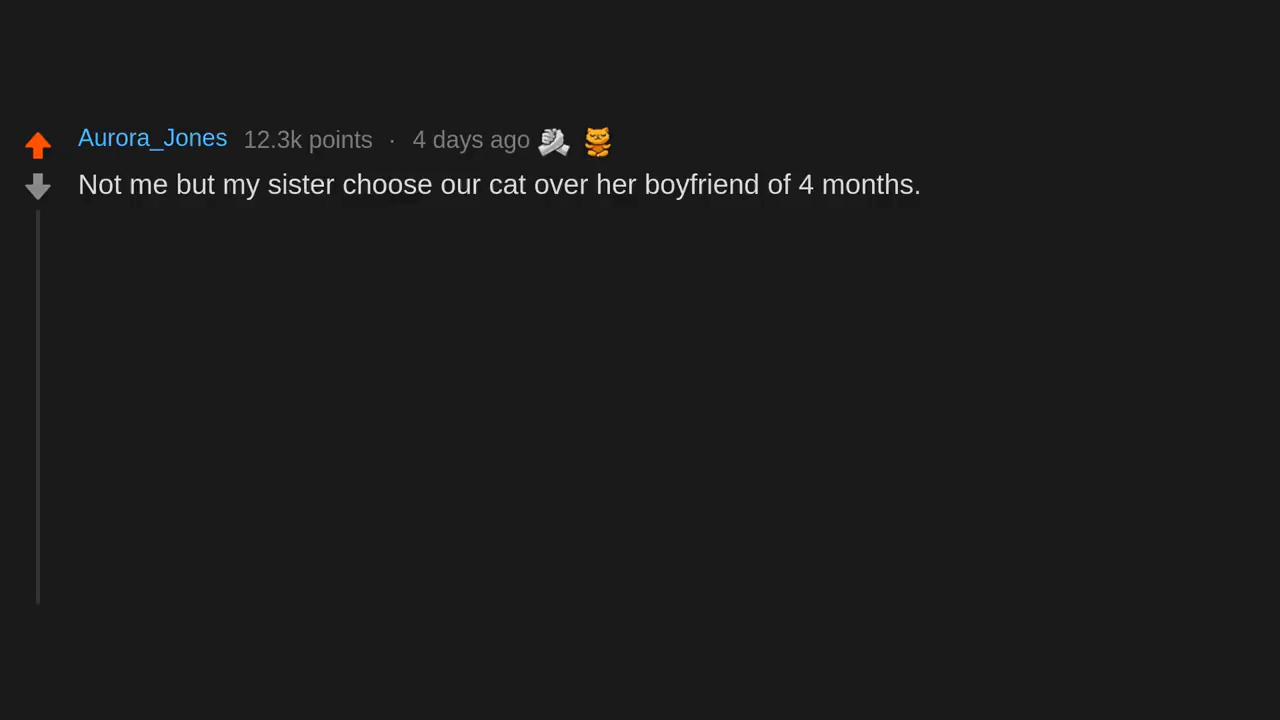 Aurora_Jones 12.3k points · 4 days ago
Not me but my sister choose our cat over her boyfriend of 4 months.